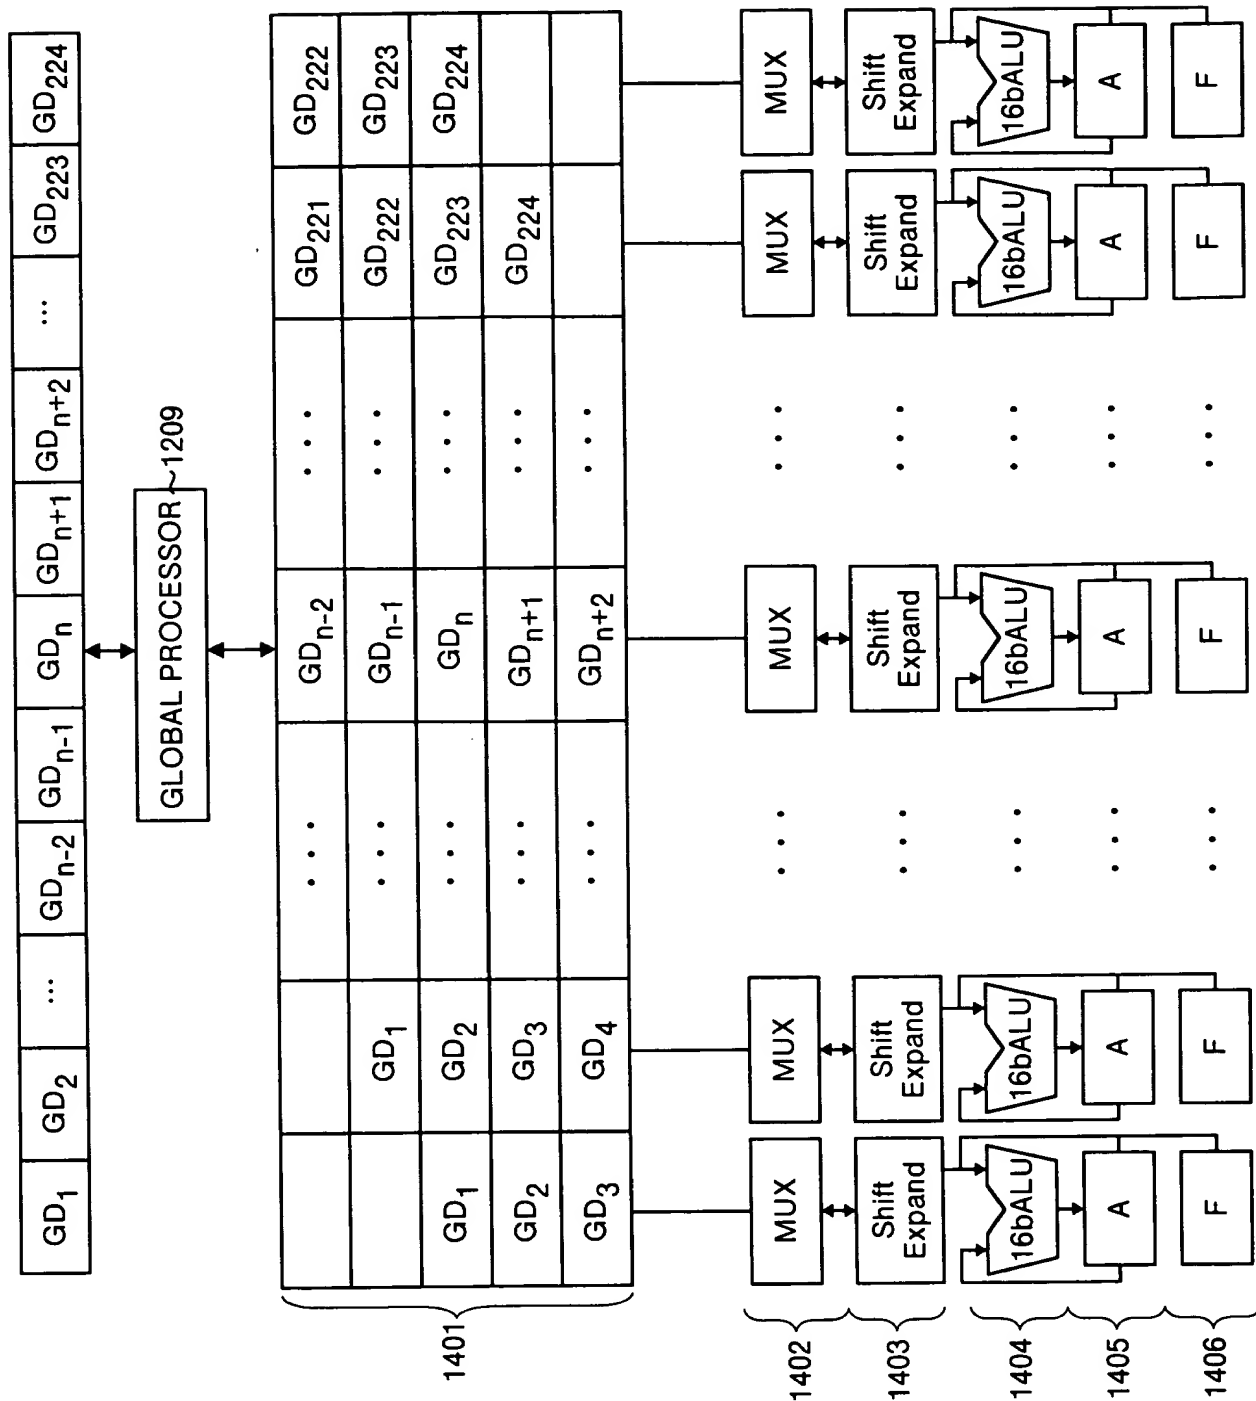 GD1 GD2 ... GDn-2 GDn-1 GDn GDn+1 GDn+2 ... GD223 GD224
GLOBAL PROCESSOR ~1209
1401
... GDn-2 ... GD221 GD222
GD1 ... GDn-1 ... GD222 GD223
GD1 GD2 ... GDn ... GD223 GD224
GD2 GD3 ... GDn+1 ... GD224
GD3 GD4 ... GDn+2 ...
1402 MUX MUX ... MUX ... MUX MUX
1403 Shift Expand Shift Expand ... Shift Expand ... Shift Expand Shift Expand
1404 16bALU 16bALU ... 16bALU ... 16bALU 16bALU
1405 A A ... A ... A A
1406 F F ... F ... F F